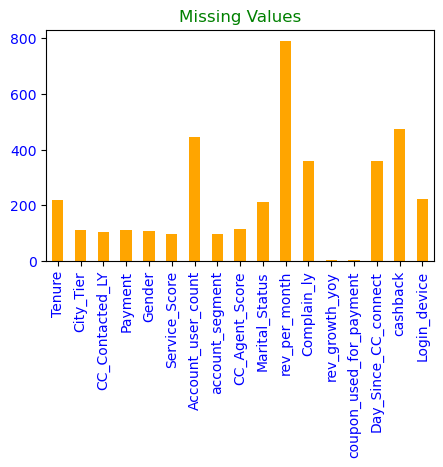 Missing Values
800
600
400
200
0
Tenure
City_Tier
CC_Contacted_LY
Payment
Gender
Service_Score
Account_user_count
account_segment
CC_Agent_Score
Marital_Status
rev_per_month
Complain_ly
rev_growth_yoy
coupon_used_for_payment
Day_Since_CC_connect
cashback
Login_device